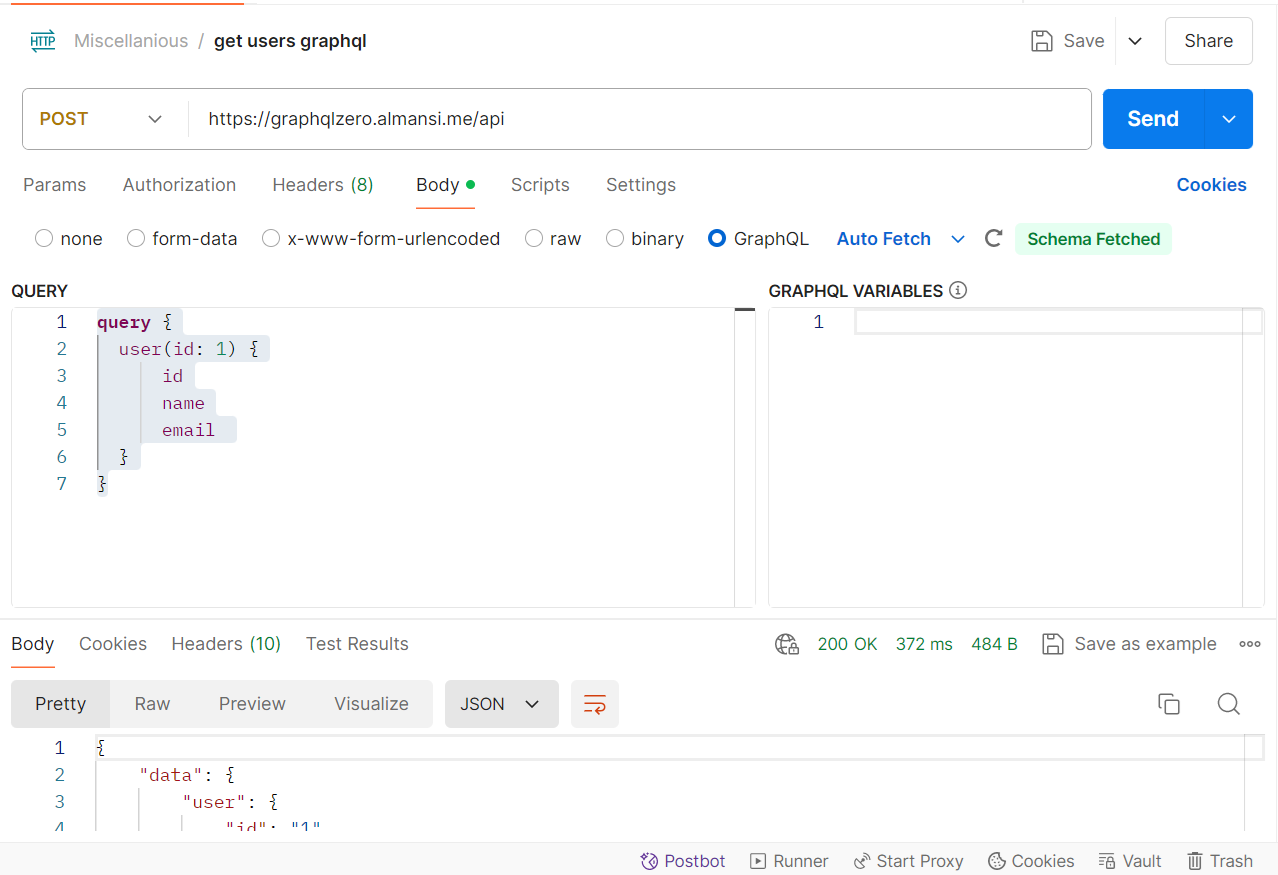 HTTP Miscellanious / get users graphql Save Share
POST https://graphqlzero.almansi.me/api Send
Params Authorization Headers (8) Body Scripts Settings Cookies
none form-data x-www-form-urlencoded raw binary GraphQL Auto Fetch Schema Fetched
QUERY GRAPHQL VARIABLES
1 query { 1
2 user(id: 1) {
3 id
4 name
5 email
6 }
7 }
Body Cookies Headers (10) Test Results 200 OK 372 ms 484 B Save as example
Pretty Raw Preview Visualize JSON
1 {
2 "data": {
3 "user": {
4 "id": "1"
Postbot Runner Start Proxy Cookies Vault Trash